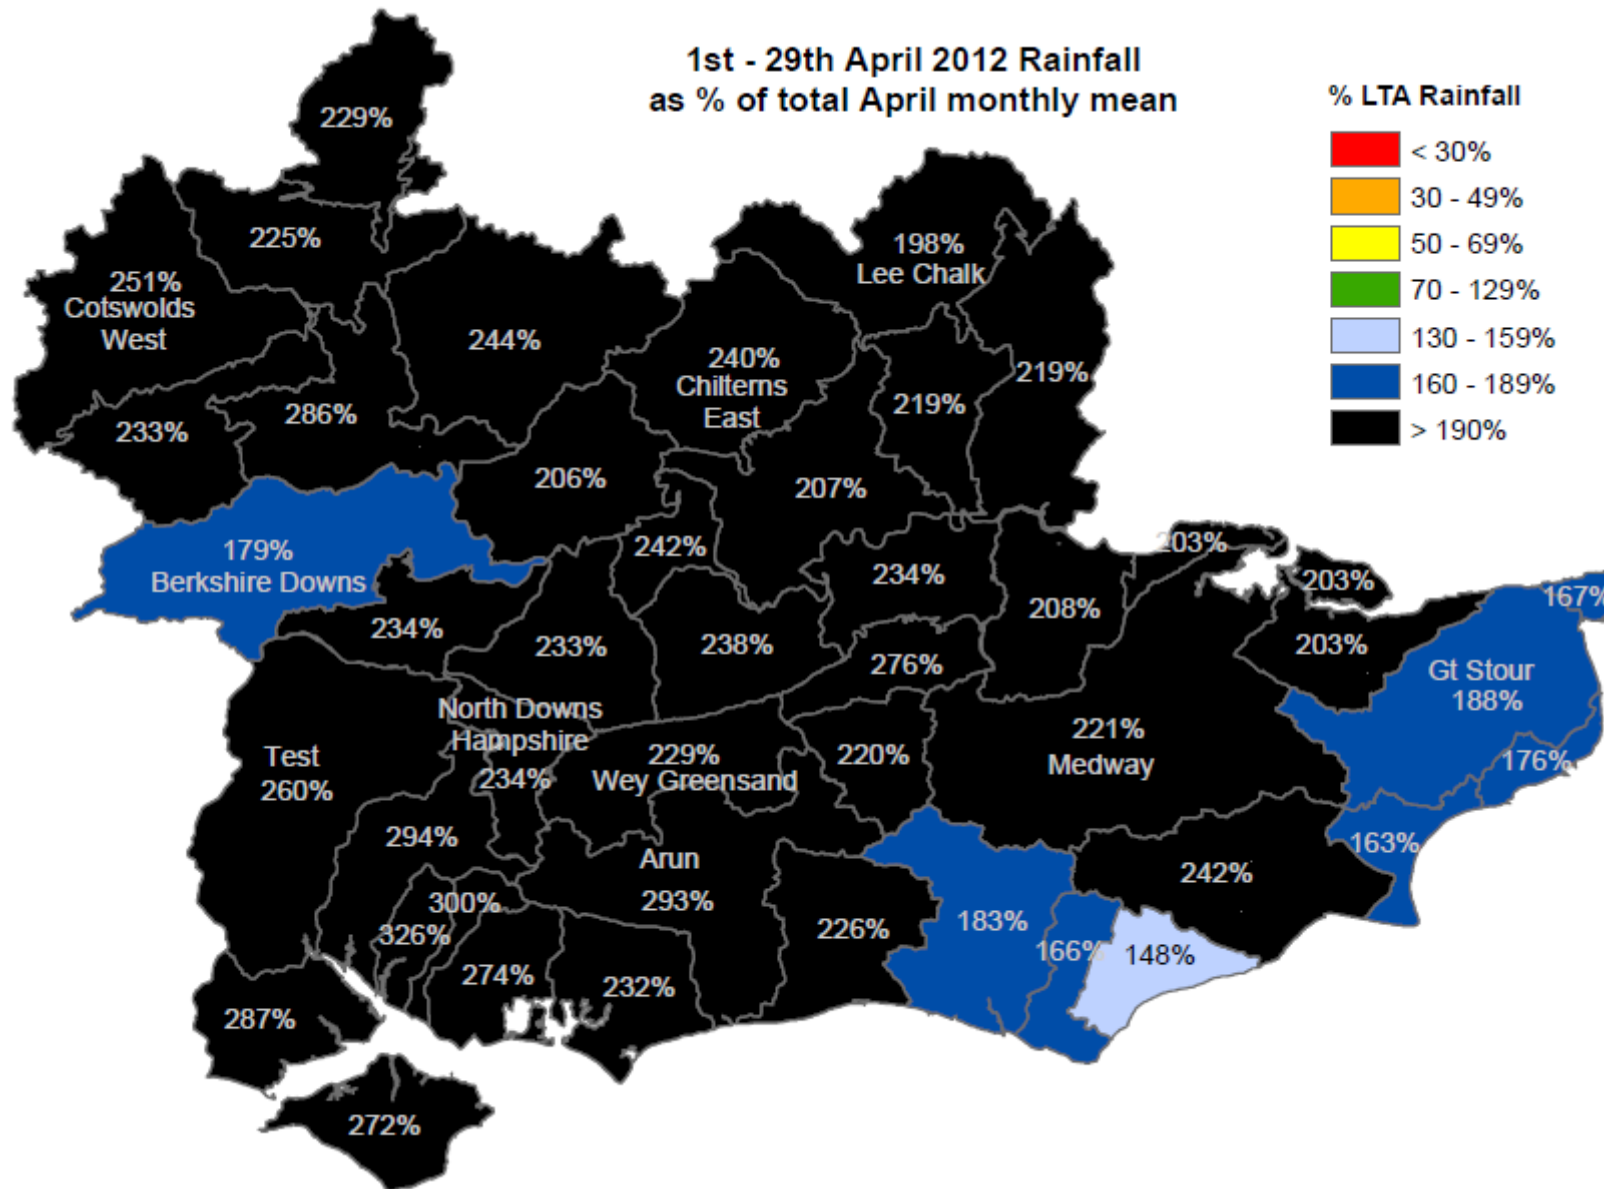 1st - 29th April 2012 Rainfall
as % of total April monthly mean
% LTA Rainfall
< 30%
30 - 49%
50 - 69%
70 - 129%
130 - 159%
160 - 189%
> 190%
229%
225%
251%
Cotswolds
West
198%
Lee Chalk
244%
240%
Chilterns
East
219%
219%
233%
286%
206%
207%
179%
Berkshire Downs
242%
234%
203%
203%
167%
208%
234%
233%
238%
276%
203%
Gt Stour
188%
North Downs
Hampshire
234%
229%
Wey Greensand
220%
221%
Medway
176%
Test
260%
294%
Arun
293%
163%
242%
300%
326%
226%
183%
166%
148%
274%
232%
287%
272%